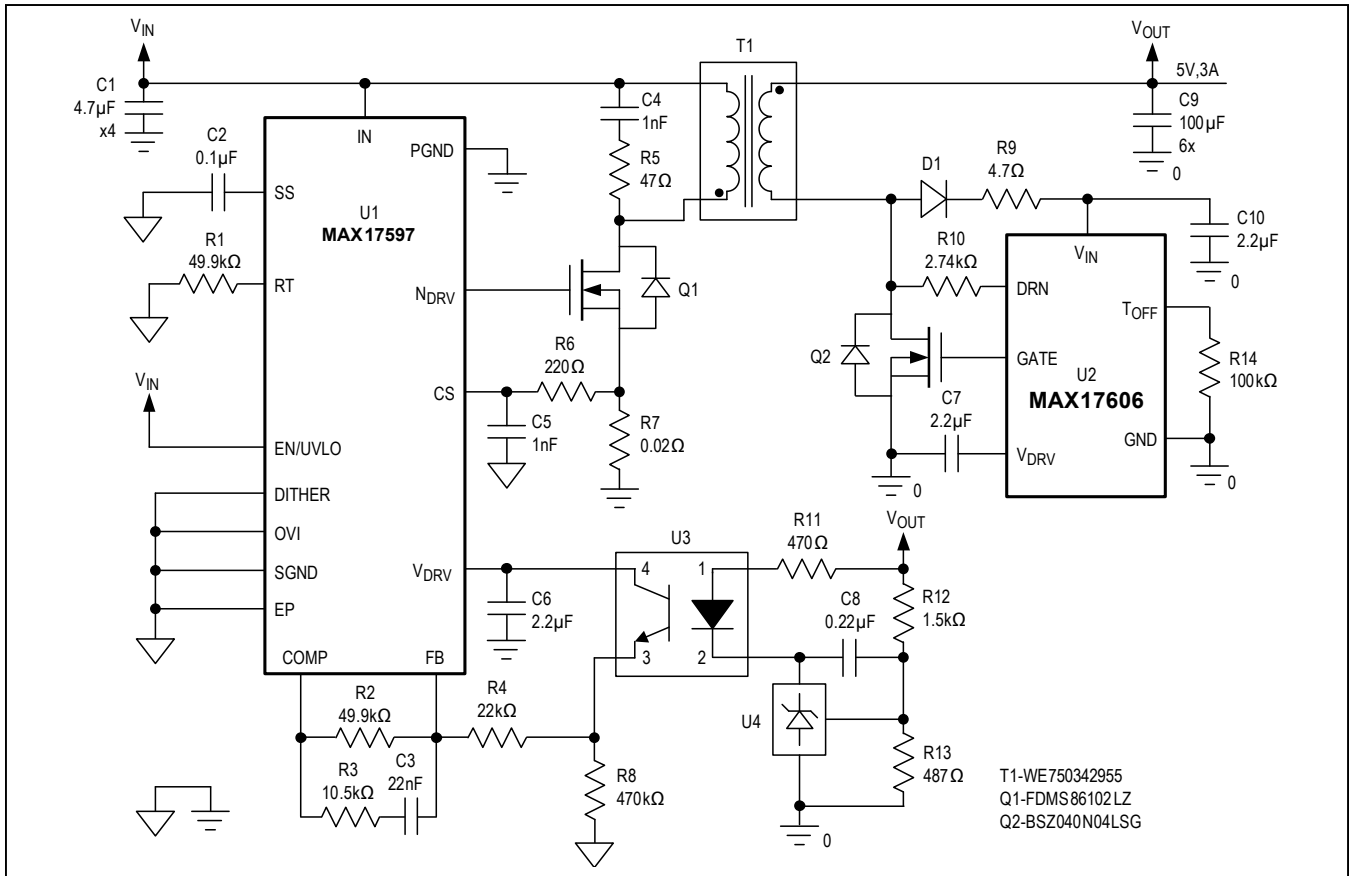 VIN
C1
4.7µF
x4
C2
0.1µF
R1
49.9kΩ
VIN
IN
PGND
SS
U1
MAX17597
RT
NDRV
CS
EN/UVLO
DITHER
OVI
SGND
VDRV
EP
COMP
FB
C4
1nF
R5
47Ω
Q1
R6
220Ω
C5
1nF
R7
0.02Ω
T1
VOUT
5V,3A
C9
100µF
6x
0
D1
R9
4.7Ω
R10
2.74kΩ
C10
2.2µF
0
VIN
DRN
TOFF
GATE
U2
MAX17606
GND
VDRV
R14
100kΩ
0
Q2
C7
2.2µF
0
C6
2.2µF
U3
4
1
3
2
R11
470Ω
VOUT
R12
1.5kΩ
C8
0.22µF
U4
R13
487Ω
0
R2
49.9kΩ
R3
10.5kΩ
C3
22nF
R4
22kΩ
R8
470kΩ
T1-WE750342955
Q1-FDMS86102LZ
Q2-BSZ040N04LSG